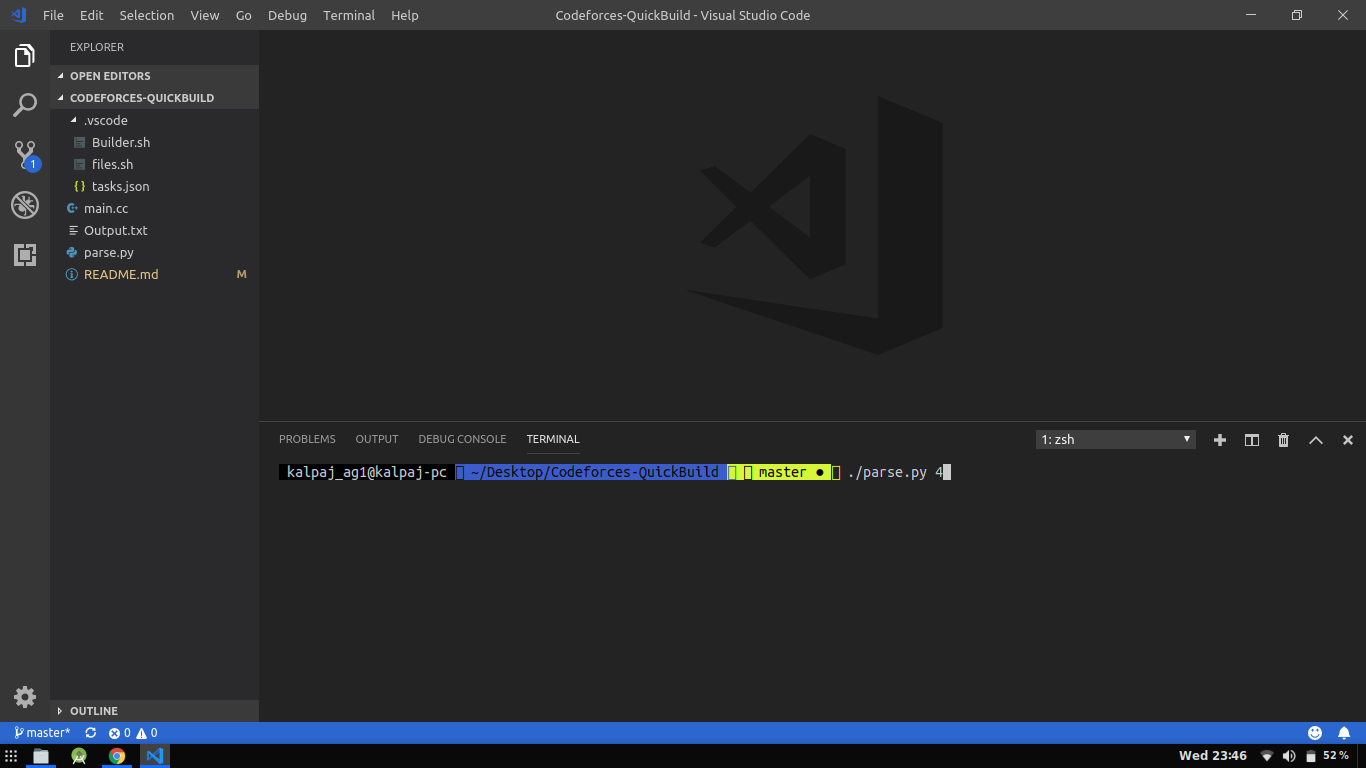 File Edit Selection View Go Debug Terminal Help Codeforces-QuickBuild - Visual Studio Code
EXPLORER
OPEN EDITORS
CODEFORCES-QUICKBUILD
.vscode
Builder.sh
files.sh
{ } tasks.json
main.cc
Output.txt
parse.py
README.md M
1
OUTLINE
PROBLEMS OUTPUT DEBUG CONSOLE TERMINAL 1: zsh
kalpaj_ag1@kalpaj-pc ~/Desktop/Codeforces-QuickBuild master ● ./parse.py 4
master* 0 0
Wed 23:46 52 %